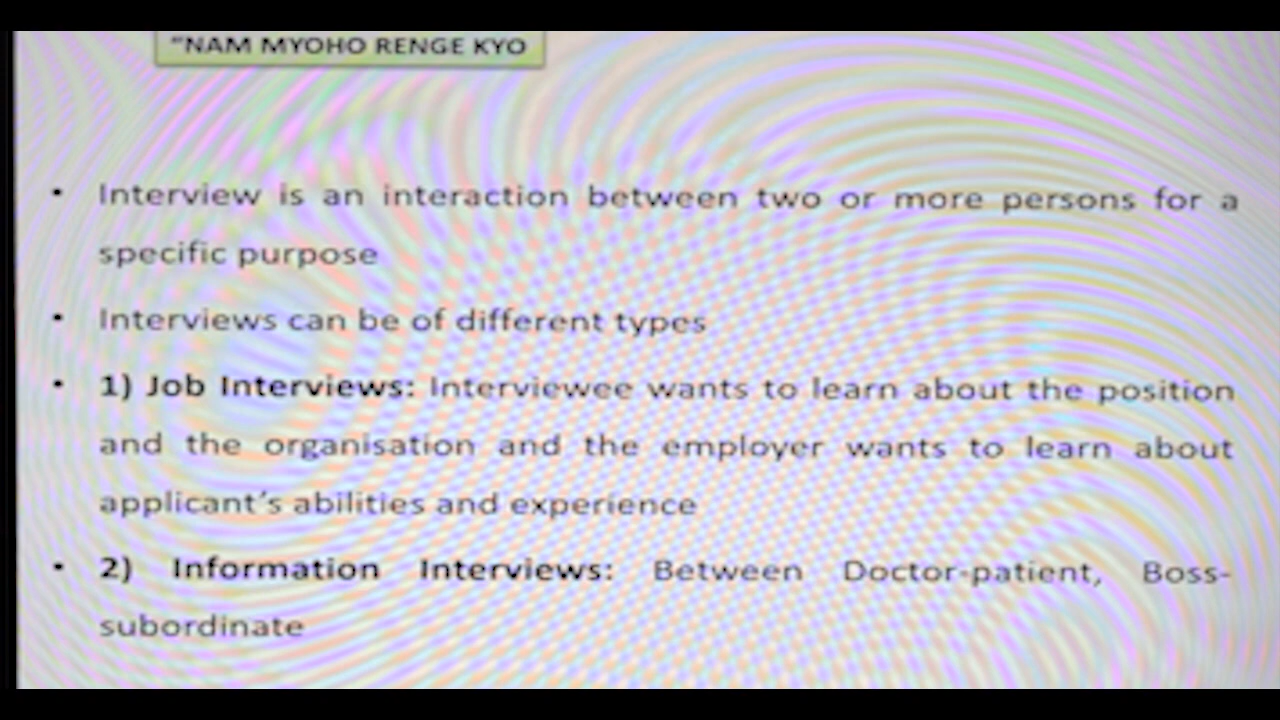 "NAM MYOHO RENGE KYO
• Interview is an interaction between two or more persons for a
specific purpose
• Interviews can be of different types
• 1) Job Interviews: Interviewee wants to learn about the position
and the organisation and the employer wants to learn about
applicant's abilities and experience
• 2) Information Interviews: Between Doctor-patient, Boss-
subordinate